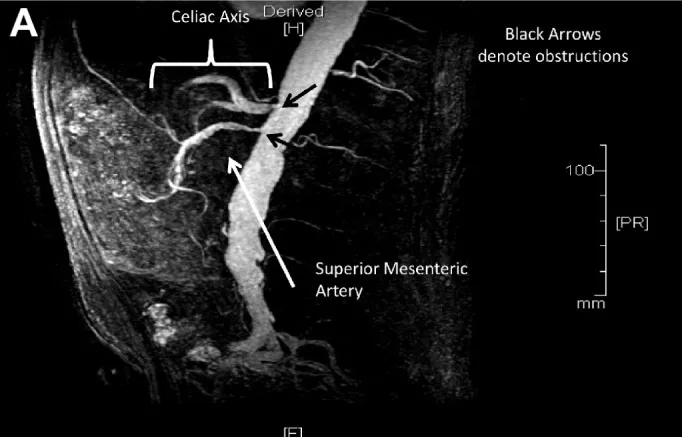 A
Celiac Axis
Derived
[H]
Black Arrows
denote obstructions
100
[PR]
mm
Superior Mesenteric
Artery